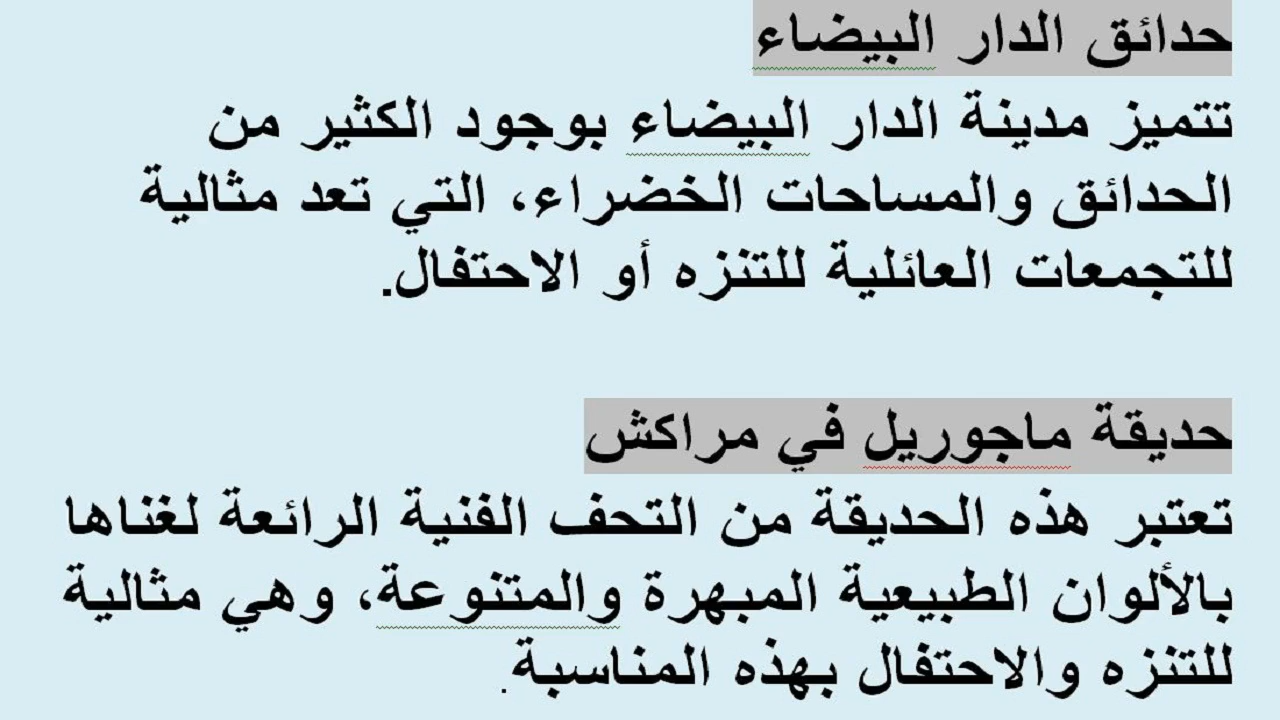 حدائق الدار البيضاء
تتميز مدينة الدار البيضاء بوجود الكثير من
الحدائق والمساحات الخضراء، التي تعد مثالية
للتجمعات العائلية للتنزه أو الاحتفال.
حديقة ماجوريل في مراكش
تعتبر هذه الحديقة من التحف الفنية الرائعة لغناها
بالألوان الطبيعية المبهرة والمتنوعة، وهي مثالية
للتنزه والاحتفال بهذه المناسبة.